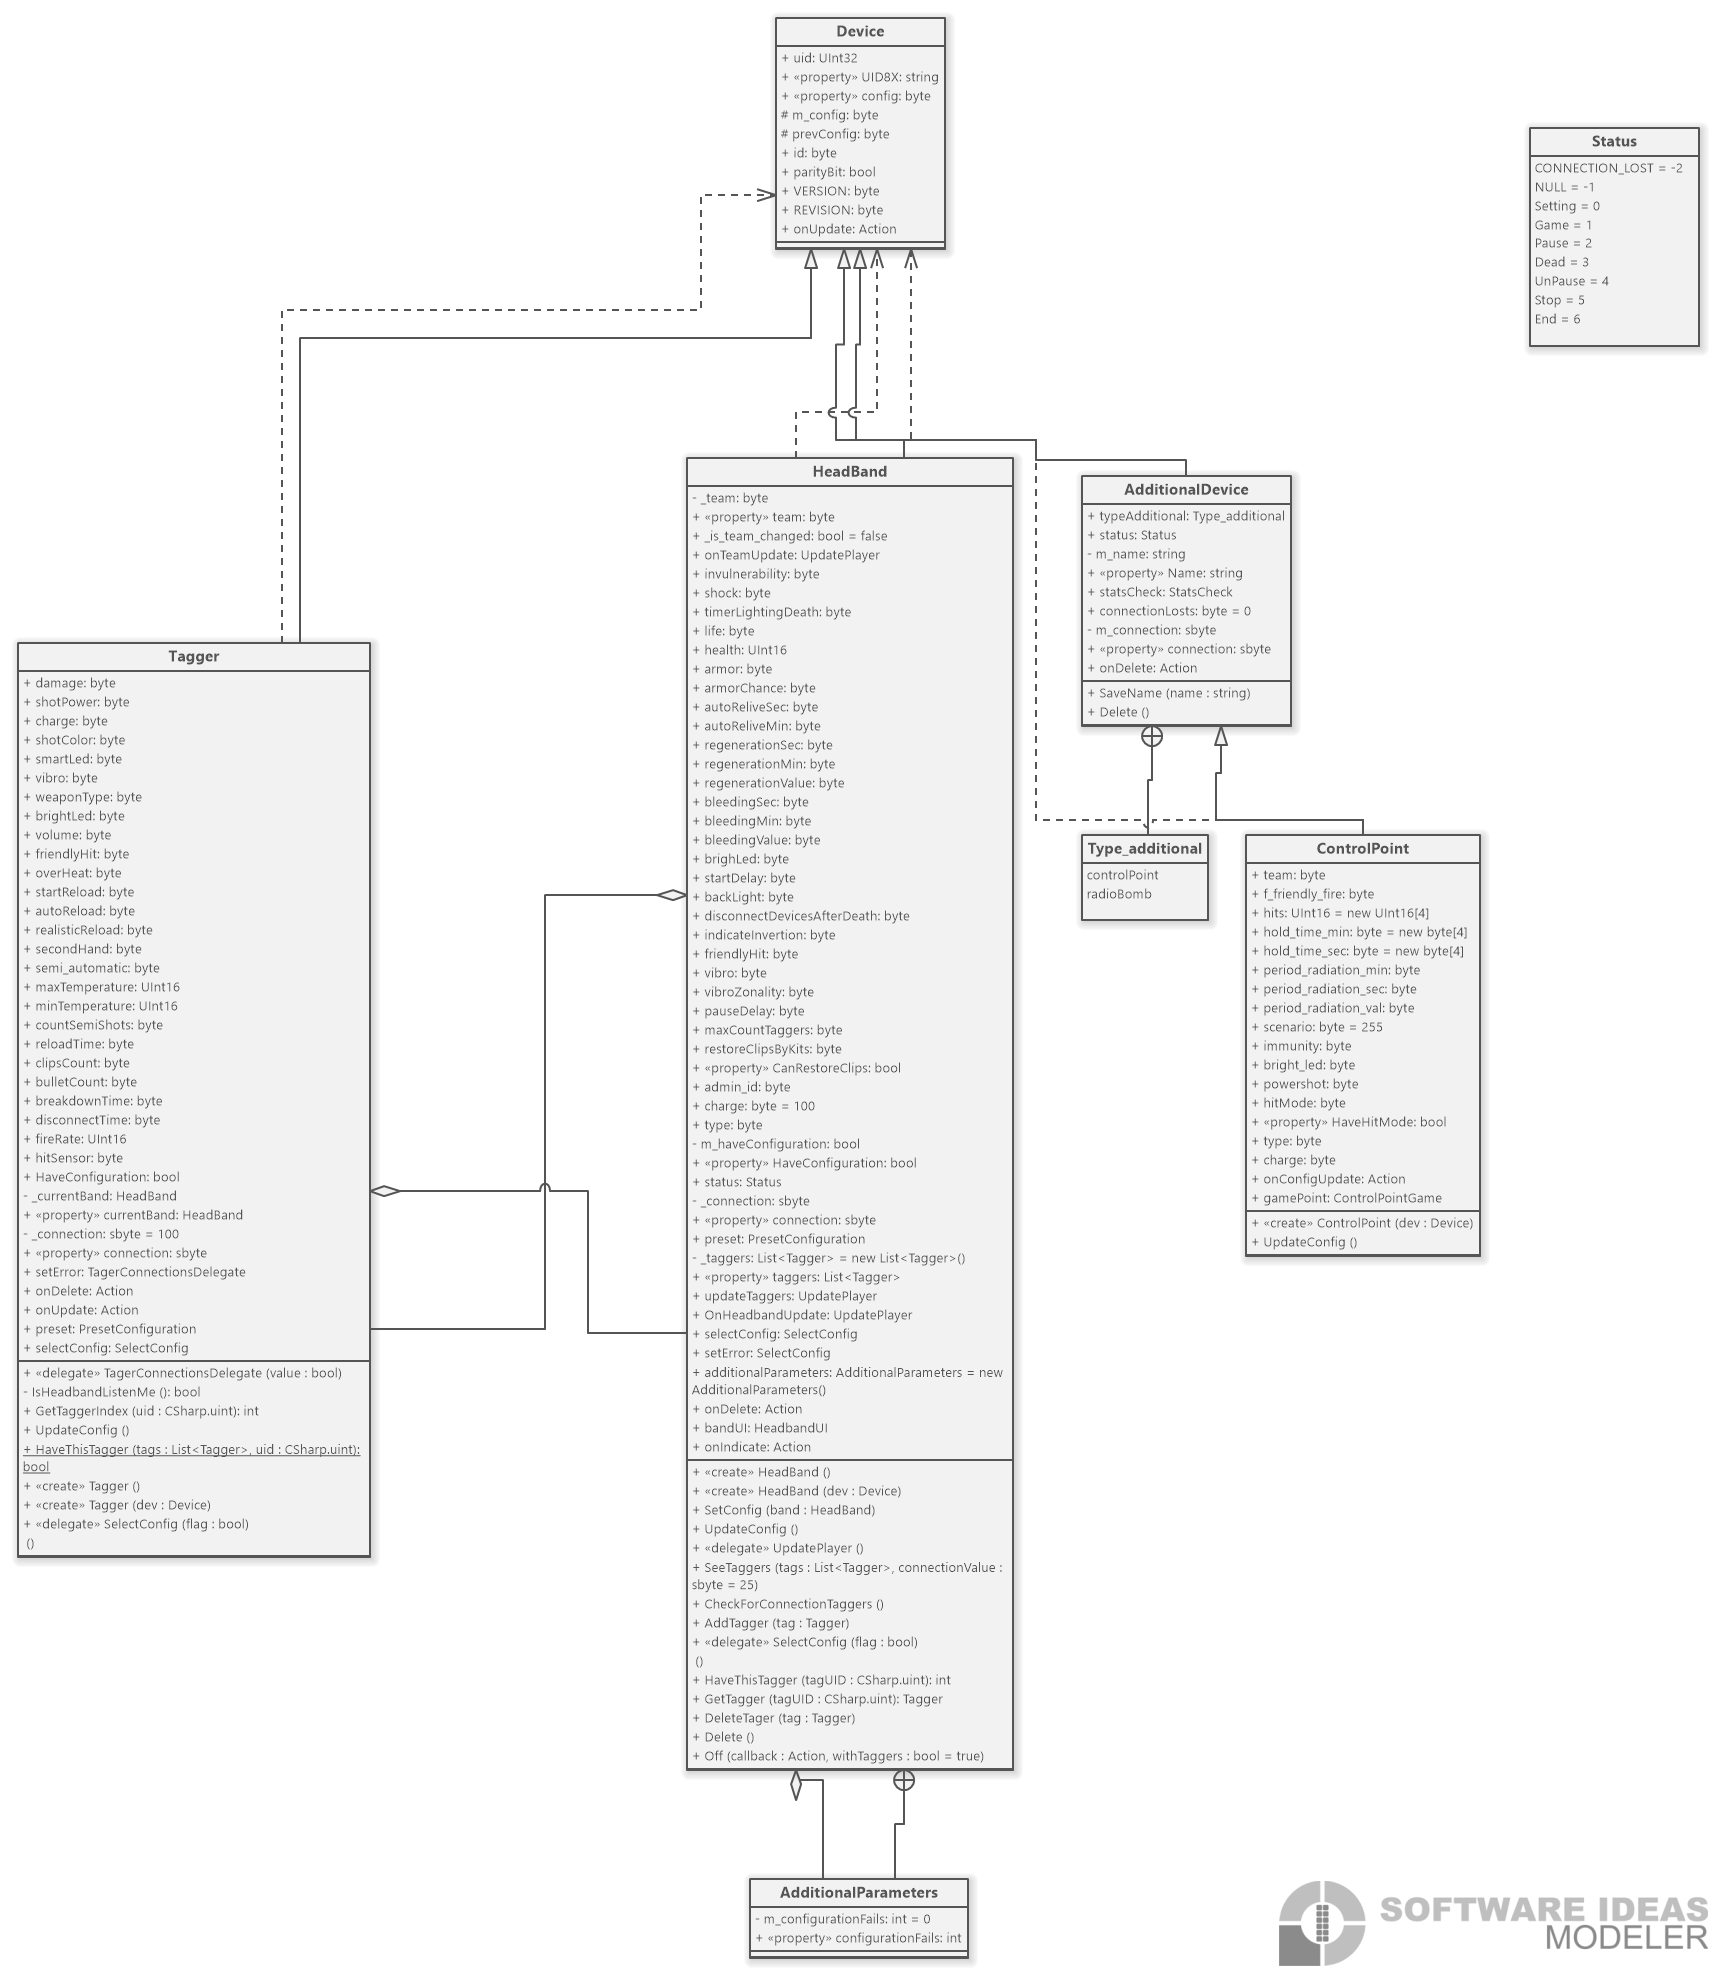 Device
+ uid: UInt32
+ «property» UID8X: string
+ «property» config: byte
# m_config: byte
# prevConfig: byte
+ id: byte
+ parityBit: bool
+ VERSION: byte
+ REVISION: byte
+ onUpdate: Action
Status
CONNECTION_LOST = -2
NULL = -1
Setting = 0
Game = 1
Pause = 2
Dead = 3
UnPause = 4
Stop = 5
End = 6
Tagger
+ damage: byte
+ shotPower: byte
+ charge: byte
+ shotColor: byte
+ smartLed: byte
+ vibro: byte
+ weaponType: byte
+ brightLed: byte
+ volume: byte
+ friendlyHit: byte
+ overHeat: byte
+ startReload: byte
+ autoReload: byte
+ realisticReload: byte
+ secondHand: byte
+ semi_automatic: byte
+ maxTemperature: UInt16
+ minTemperature: UInt16
+ countSemiShots: byte
+ reloadTime: byte
+ clipsCount: byte
+ bulletCount: byte
+ breakdownTime: byte
+ disconnectTime: byte
+ fireRate: UInt16
+ hitSensor: byte
+ HaveConfiguration: bool
- _currentBand: HeadBand
+ «property» currentBand: HeadBand
- _connection: sbyte = 100
+ «property» connection: sbyte
+ setError: TagerConnectionsDelegate
+ onDelete: Action
+ onUpdate: Action
+ preset: PresetConfiguration
+ selectConfig: SelectConfig
+ «delegate» TagerConnectionsDelegate (value : bool)
- IsHeadbandListenMe (): bool
+ GetTaggerIndex (uid : CSharp.uint): int
+ UpdateConfig ()
+ HaveThisTagger (tags : List<Tagger>, uid : CSharp.uint):
bool
+ «create» Tagger ()
+ «create» Tagger (dev : Device)
+ «delegate» SelectConfig (flag : bool)
()
HeadBand
- _team: byte
+ «property» team: byte
+ _is_team_changed: bool = false
+ onTeamUpdate: UpdatePlayer
+ invulnerability: byte
+ shock: byte
+ timerLightingDeath: byte
+ life: byte
+ health: UInt16
+ armor: byte
+ armorChance: byte
+ autoReliveSec: byte
+ autoReliveMin: byte
+ regenerationSec: byte
+ regenerationMin: byte
+ regenerationValue: byte
+ bleedingSec: byte
+ bleedingMin: byte
+ bleedingValue: byte
+ brighLed: byte
+ startDelay: byte
+ backLight: byte
+ disconnectDevicesAfterDeath: byte
+ indicateInvertion: byte
+ friendlyHit: byte
+ vibro: byte
+ vibroZonality: byte
+ pauseDelay: byte
+ maxCountTaggers: byte
+ restoreClipsByKits: byte
+ «property» CanRestoreClips: bool
+ admin_id: byte
+ charge: byte = 100
+ type: byte
- m_haveConfiguration: bool
+ «property» HaveConfiguration: bool
+ status: Status
- _connection: sbyte
+ «property» connection: sbyte
+ preset: PresetConfiguration
- _taggers: List<Tagger> = new List<Tagger>()
+ «property» taggers: List<Tagger>
+ updateTaggers: UpdatePlayer
+ OnHeadbandUpdate: UpdatePlayer
+ selectConfig: SelectConfig
+ setError: SelectConfig
+ additionalParameters: AdditionalParameters = new
AdditionalParameters()
+ onDelete: Action
+ bandUI: HeadbandUI
+ onIndicate: Action
+ «create» HeadBand ()
+ «create» HeadBand (dev : Device)
+ SetConfig (band : HeadBand)
+ UpdateConfig ()
+ «delegate» UpdatePlayer ()
+ SeeTaggers (tags : List<Tagger>, connectionValue :
sbyte = 25)
+ CheckForConnectionTaggers ()
+ AddTagger (tag : Tagger)
+ «delegate» SelectConfig (flag : bool)
()
+ HaveThisTagger (tagUID : CSharp.uint): int
+ GetTagger (tagUID : CSharp.uint): Tagger
+ DeleteTager (tag : Tagger)
+ Delete ()
+ Off (callback : Action, withTaggers : bool = true)
AdditionalDevice
+ typeAdditional: Type_additional
+ status: Status
- m_name: string
+ «property» Name: string
+ statsCheck: StatsCheck
+ connectionLosts: byte = 0
- m_connection: sbyte
+ «property» connection: sbyte
+ onDelete: Action
+ SaveName (name : string)
+ Delete ()
Type_additional
controlPoint
radioBomb
ControlPoint
+ team: byte
+ f_friendly_fire: byte
+ hits: UInt16 = new UInt16[4]
+ hold_time_min: byte = new byte[4]
+ hold_time_sec: byte = new byte[4]
+ period_radiation_min: byte
+ period_radiation_sec: byte
+ period_radiation_val: byte
+ scenario: byte = 255
+ immunity: byte
+ bright_led: byte
+ powershot: byte
+ hitMode: byte
+ «property» HaveHitMode: bool
+ type: byte
+ charge: byte
+ onConfigUpdate: Action
+ gamePoint: ControlPointGame
+ «create» ControlPoint (dev : Device)
+ UpdateConfig ()
AdditionalParameters
- m_configurationFails: int = 0
+ «property» configurationFails: int
SOFTWARE IDEAS
MODELER